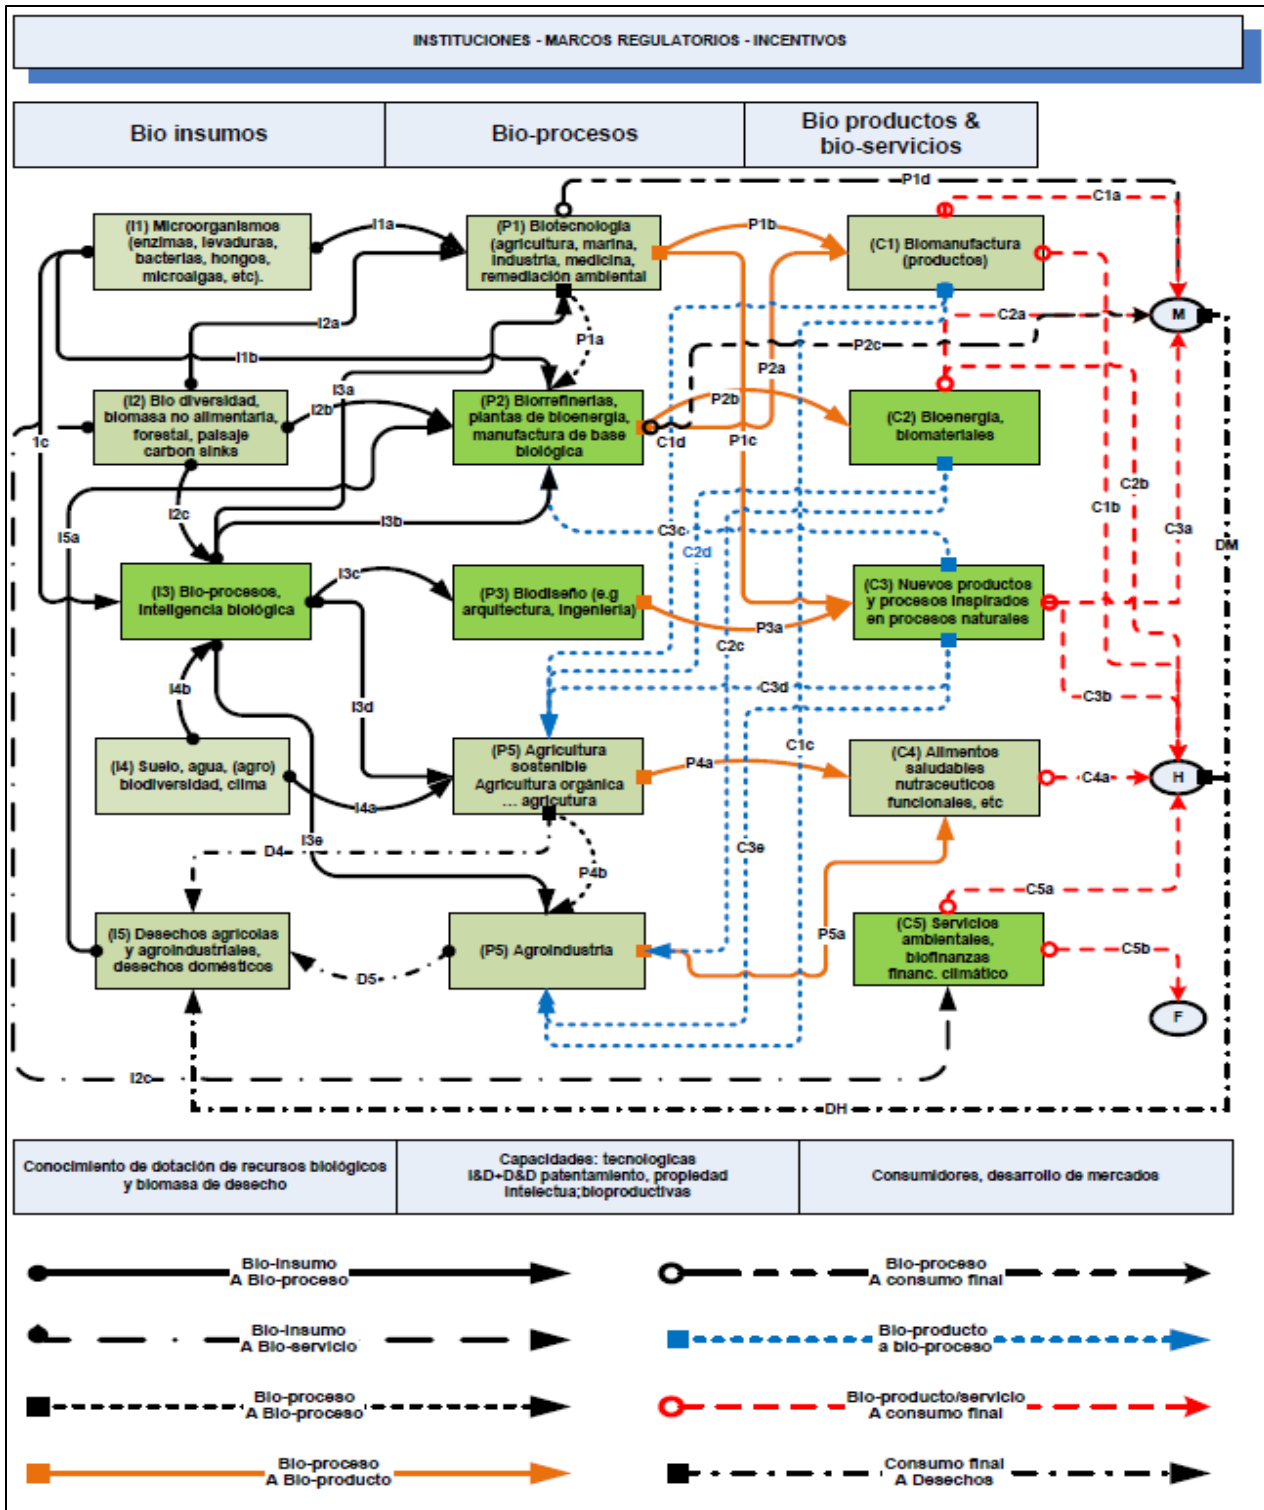 INSTITUCIONES - MARCOS REGULATORIOS - INCENTIVOS
Bio insumos
Bio-procesos
Bio productos &
bio-servicios
P1d
C1a
(I1) Microorganismos
(enzimas, levaduras,
bacterias, hongos,
microalgas, etc).
I1a
(P1) Biotecnología
(agricultura, marina,
industria, medicina,
remediación ambiental
P1b
(C1) Biomanufactura
(productos)
M
I2a
P1a
C2a
P2c
I1b
I3a
P2a
(I2) Bio diversidad,
biomasa no alimentaria,
forestal, paisaje
carbon sinks
I2b
(P2) Biorrefinerías,
plantas de bioenergía,
manufactura de base
biológica
P2b
C1d
P1c
(C2) Bioenergía,
biomateriales
1c
I2c
I5a
I3b
C3c
C2d
C2b
C1b
C3a
DM
(I3) Bio-procesos,
inteligencia biológica
I3c
(P3) Biodiseño (e.g
arquitectura, ingeniería)
P3a
(C3) Nuevos productos
y procesos inspirados
en procesos naturales
C2c
I4b
I3d
C3d
C3b
(I4) Suelo, agua, (agro)
biodiversidad, clima
I4a
(P5) Agricultura
sostenible
Agricultura orgánica
... agricutura
P4a
C1c
(C4) Alimentos
saludables
nutraceuticos
funcionales, etc
C4a
H
I3e
D4
P4b
C3e
C5a
(I5) Desechos agrícolas
y agroindustriales,
desechos domésticos
D5
(P5) Agroindustria
P5a
(C5) Servicios
ambientales,
biofinanzas
financ. climático
C5b
F
I2c
DH
Conocimiento de dotación de recursos biológicos
y biomasa de desecho
Capacidades: tecnologicas
I&D+D&D patentamiento, propiedad
intelectua;bioproductivas
Consumidores, desarrollo de mercados
Bio-insumo
A Bio-proceso
Bio-proceso
A consumo final
Bio-insumo
A Bio-servicio
Bio-producto
a bio-proceso
Bio-proceso
A Bio-proceso
Bio-producto/servicio
A consumo final
Bio-proceso
A Bio-producto
Consumo final
A Desechos